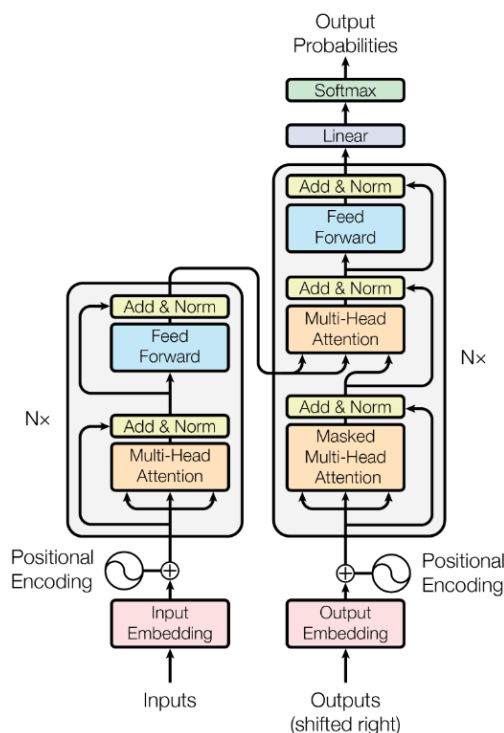 Output
Probabilities
Softmax
Linear
Add & Norm
Feed
Forward
Add & Norm
Multi-Head
Attention
Add & Norm
Masked
Multi-Head
Attention
N×
Add & Norm
Feed
Forward
N×
Add & Norm
Multi-Head
Attention
Positional
Encoding
Positional
Encoding
Input
Embedding
Output
Embedding
Inputs
Outputs
(shifted right)